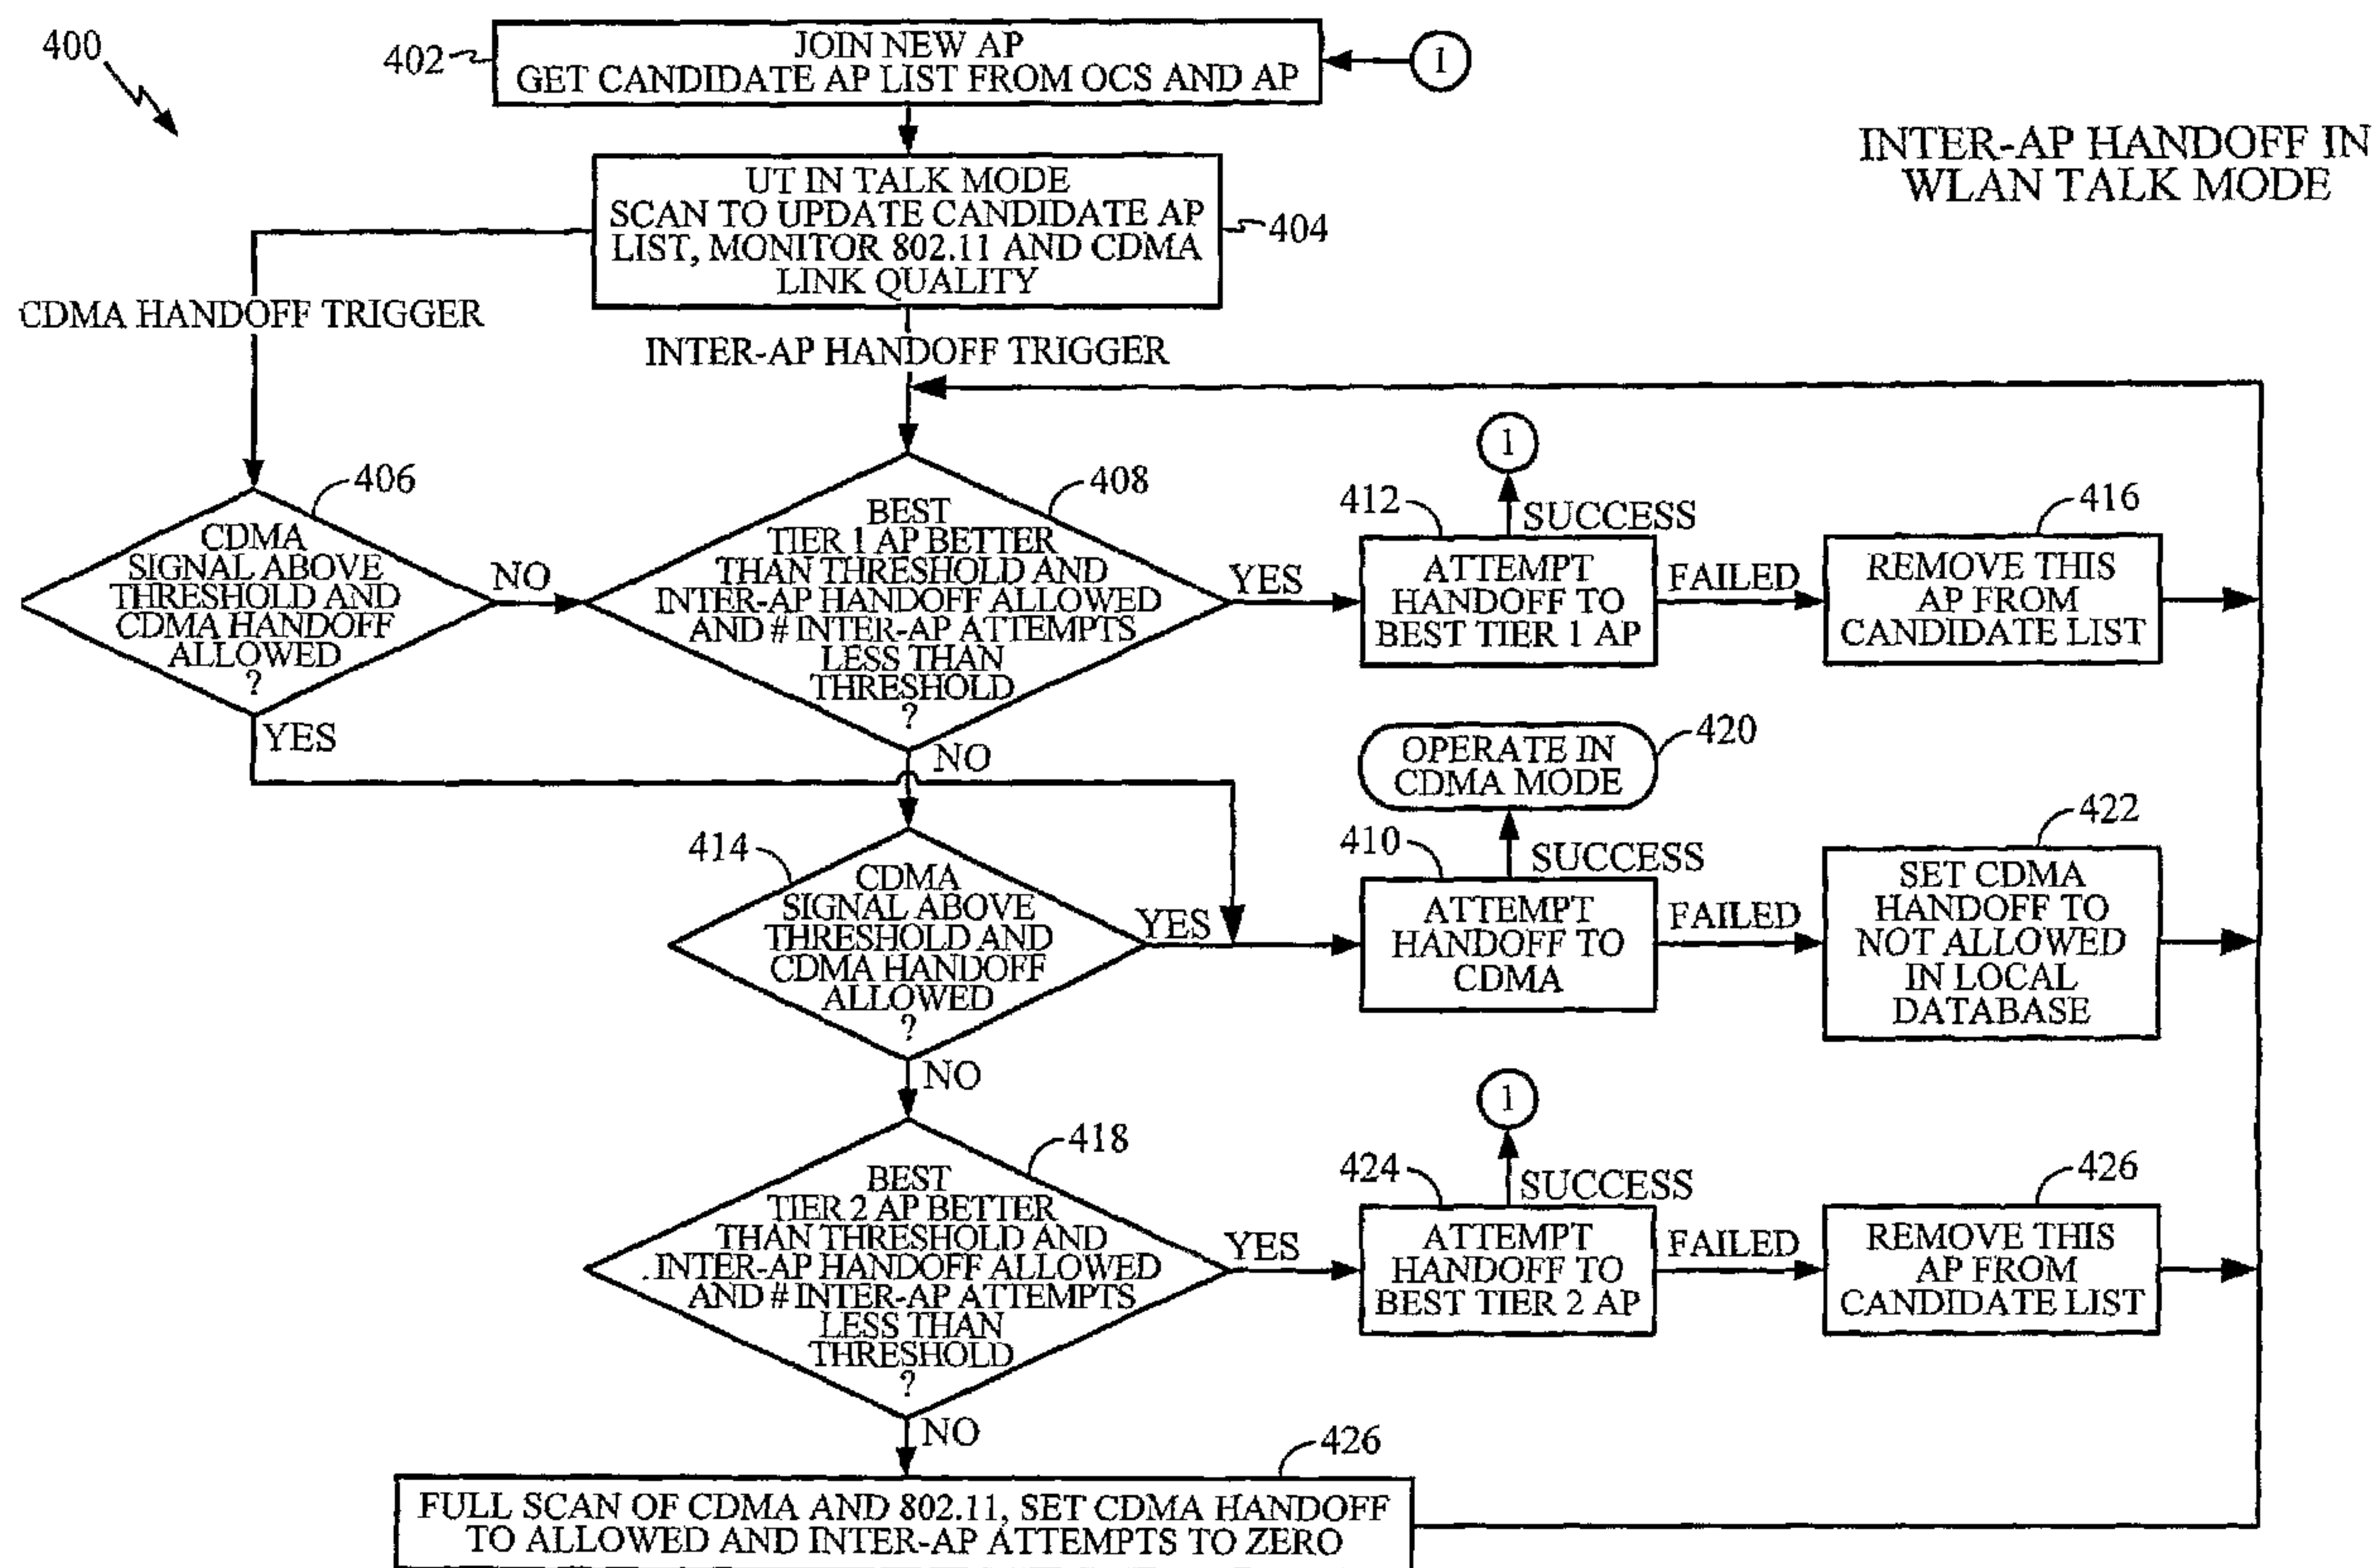 400
402
JOIN NEW AP
GET CANDIDATE AP LIST FROM OCS AND AP
1
INTER-AP HANDOFF IN
WLAN TALK MODE
UT IN TALK MODE
SCAN TO UPDATE CANDIDATE AP
LIST, MONITOR 802.11 AND CDMA
LINK QUALITY
404
CDMA HANDOFF TRIGGER
INTER-AP HANDOFF TRIGGER
406
CDMA
SIGNAL ABOVE
THRESHOLD AND
CDMA HANDOFF
ALLOWED
?
NO
YES
408
BEST
TIER 1 AP BETTER
THAN THRESHOLD AND
INTER-AP HANDOFF ALLOWED
AND # INTER-AP ATTEMPTS
LESS THAN
THRESHOLD
?
YES
NO
1
SUCCESS
412
ATTEMPT
HANDOFF TO
BEST TIER 1 AP
FAILED
416
REMOVE THIS
AP FROM
CANDIDATE LIST
OPERATE IN
CDMA MODE
420
414
CDMA
SIGNAL ABOVE
THRESHOLD AND
CDMA HANDOFF
ALLOWED
?
YES
NO
410
SUCCESS
ATTEMPT
HANDOFF TO
CDMA
FAILED
422
SET CDMA
HANDOFF TO
NOT ALLOWED
IN LOCAL
DATABASE
418
BEST
TIER 2 AP BETTER
THAN THRESHOLD AND
INTER-AP HANDOFF ALLOWED
AND # INTER-AP ATTEMPTS
LESS THAN
THRESHOLD
?
YES
NO
1
SUCCESS
424
ATTEMPT
HANDOFF TO
BEST TIER 2 AP
FAILED
426
REMOVE THIS
AP FROM
CANDIDATE LIST
426
FULL SCAN OF CDMA AND 802.11, SET CDMA HANDOFF
TO ALLOWED AND INTER-AP ATTEMPTS TO ZERO